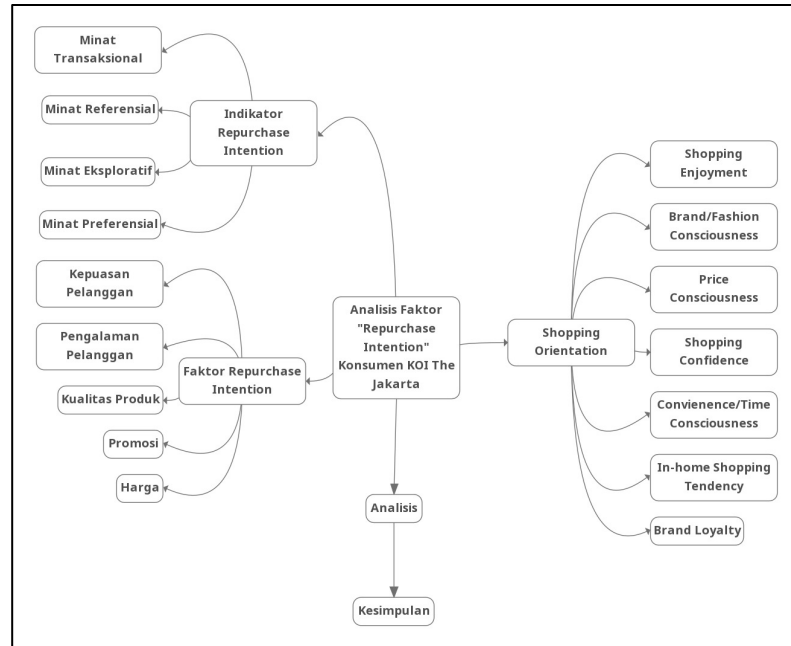 Minat
Transaksional
Minat Referensial
Minat Eksploratif
Minat Preferensial
Indikator
Repurchase
Intention
Kepuasan
Pelanggan
Pengalaman
Pelanggan
Kualitas Produk
Promosi
Harga
Faktor Repurchase
Intention
Analisis Faktor
"Repurchase
Intention"
Konsumen KOI The
Jakarta
Analisis
Kesimpulan
Shopping
Orientation
Shopping
Enjoyment
Brand/Fashion
Consciousness
Price
Consciousness
Shopping
Confidence
Convienence/Time
Consciousness
In-home Shopping
Tendency
Brand Loyalty